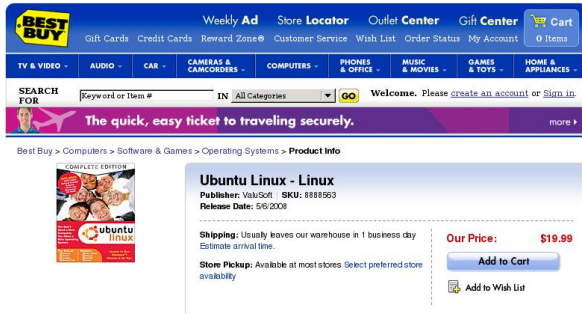 BEST
BUY
Weekly Ad Store Locator Outlet Center Gift Center Cart
Gift Cards Credit Cards Reward Zone® Customer Service Wish List Order Status My Account 0 Items
TV & VIDEO AUDIO CAR CAMERAS & CAMCORDERS COMPUTERS PHONES & OFFICE MUSIC & MOVIES GAMES & TOYS HOME & APPLIANCES
SEARCH FOR Keyword or Item # IN All Categories GO Welcome. Please create an account or Sign in.
The quick, easy ticket to traveling securely. more
Best Buy > Computers > Software & Games > Operating Systems > Product Info
COMPLETE EDITION
ubuntu
linux
Ubuntu Linux - Linux
Publisher: ValuSoft | SKU: 8888563
Release Date: 5/6/2008
Shipping: Usually leaves our warehouse in 1 business day
Estimate arrival time.
Store Pickup: Available at most stores Select preferred store
availability
Our Price: $19.99
Add to Cart
Add to Wish List